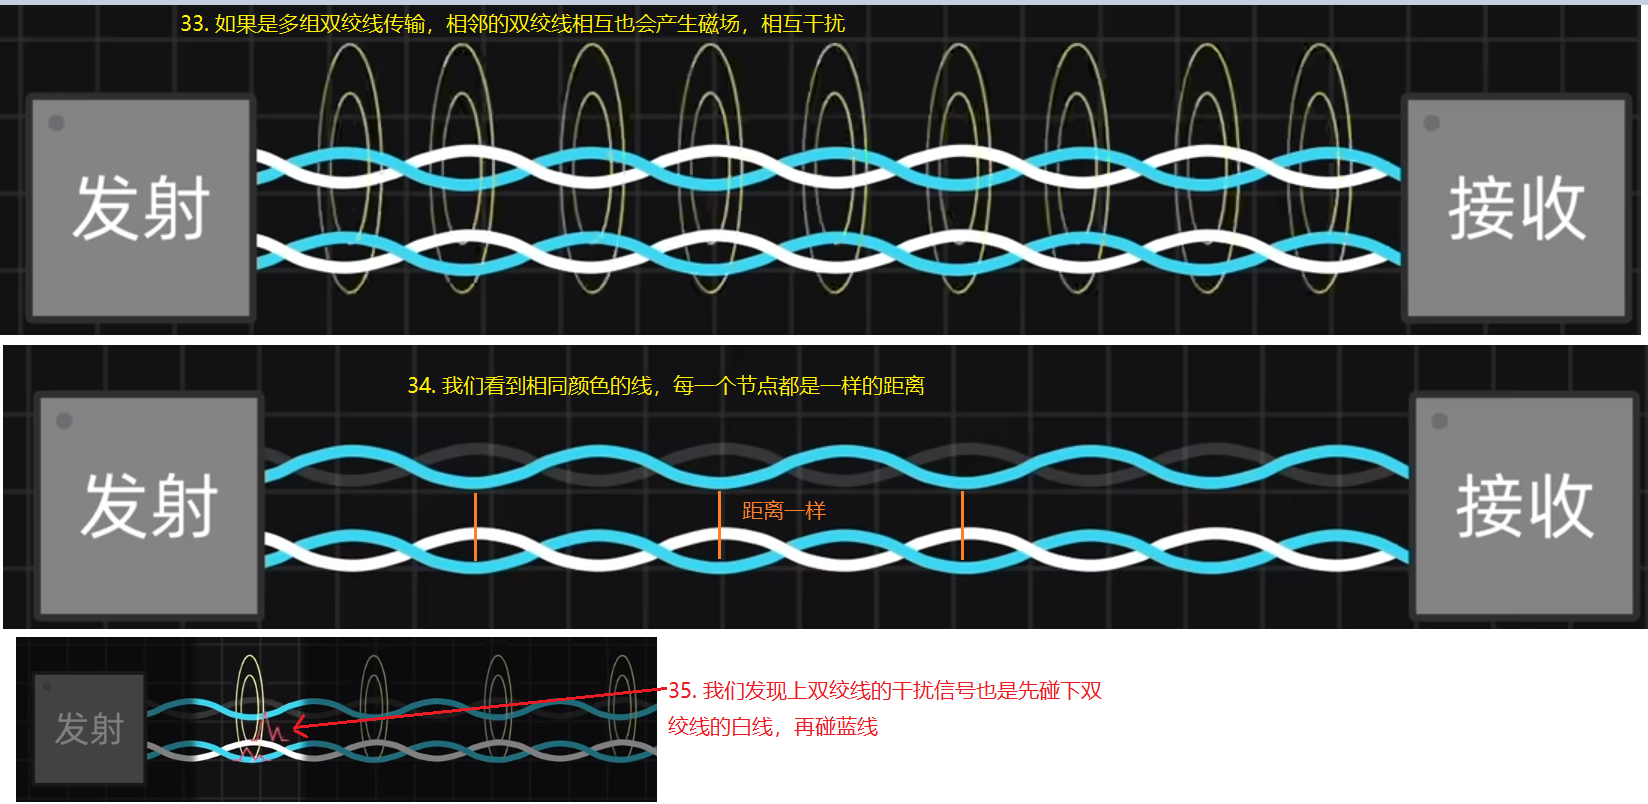 33. 如果是多组双绞线传输，相邻的双绞线相互也会产生磁场，相互干扰
发射
接收
34. 我们看到相同颜色的线，每一个节点都是一样的距离
发射
距离一样
接收
发射
35. 我们发现上双绞线的干扰信号也是先碰下双
绞线的白线，再碰蓝线